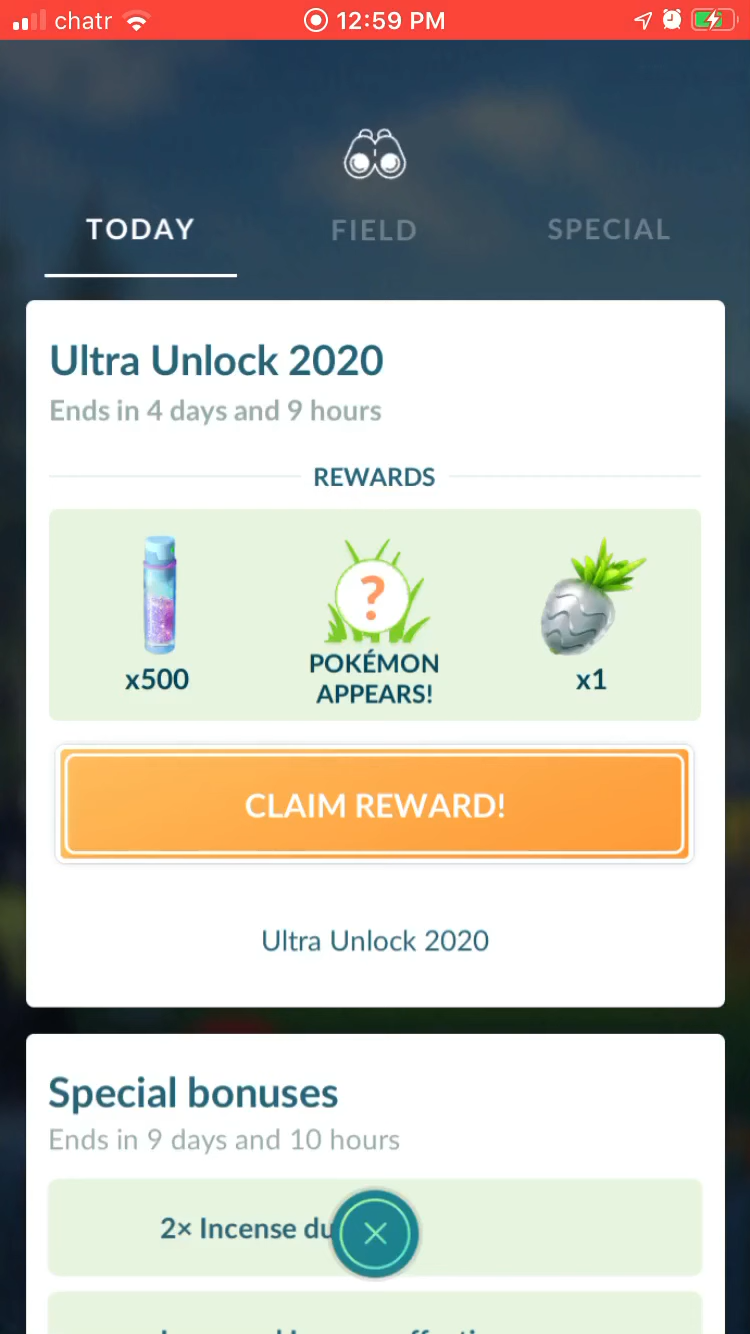 chatr 12:59 PM
TODAY FIELD SPECIAL
Ultra Unlock 2020
Ends in 4 days and 9 hours
REWARDS
?
POKÉMON
x500 APPEARS! x1
CLAIM REWARD!
Ultra Unlock 2020
Special bonuses
Ends in 9 days and 10 hours
2× Incense du